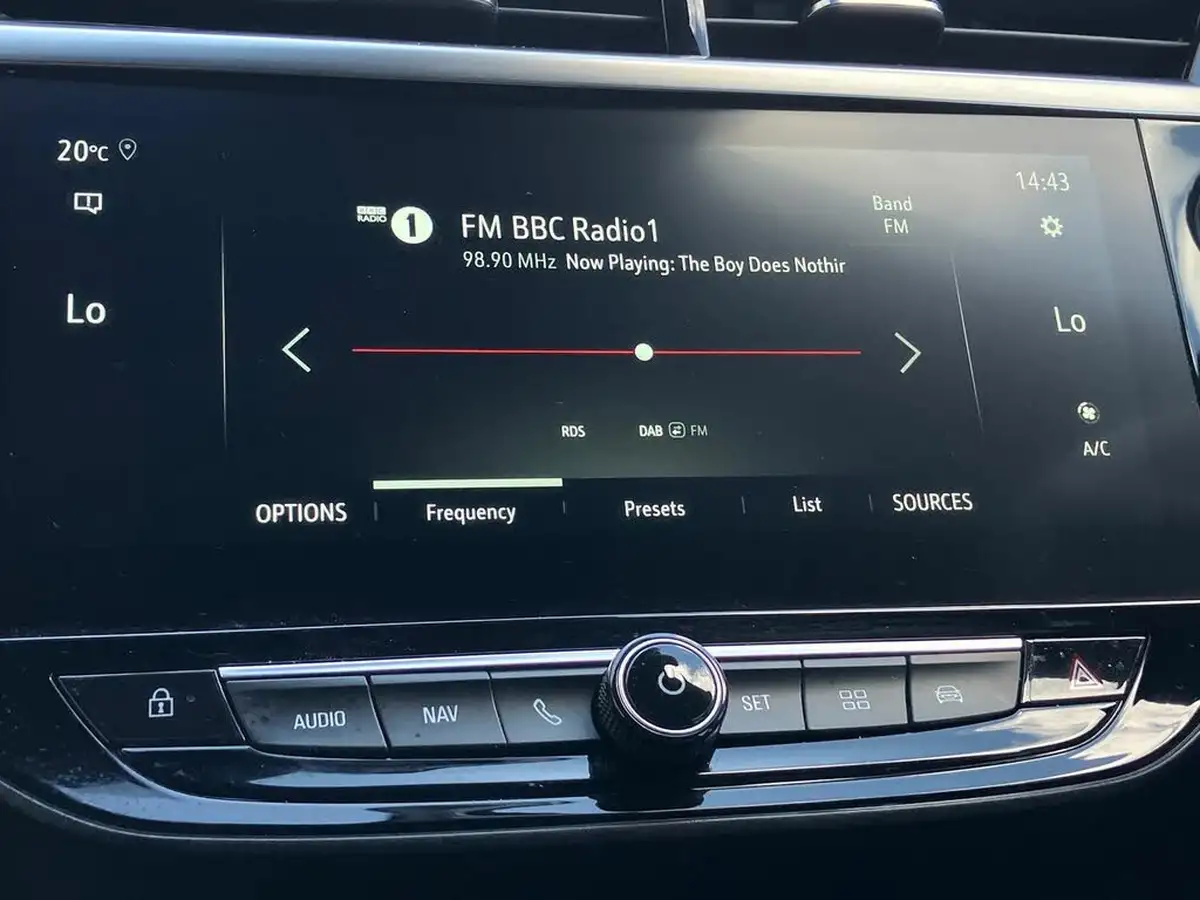 20°C
14:43
BBC
RADIO
1
FM BBC Radio1
Band
FM
98.90 MHz Now Playing: The Boy Does Nothir
Lo
Lo
RDS
DAB FM
A/C
OPTIONS Frequency Presets List SOURCES
AUDIO NAV SET